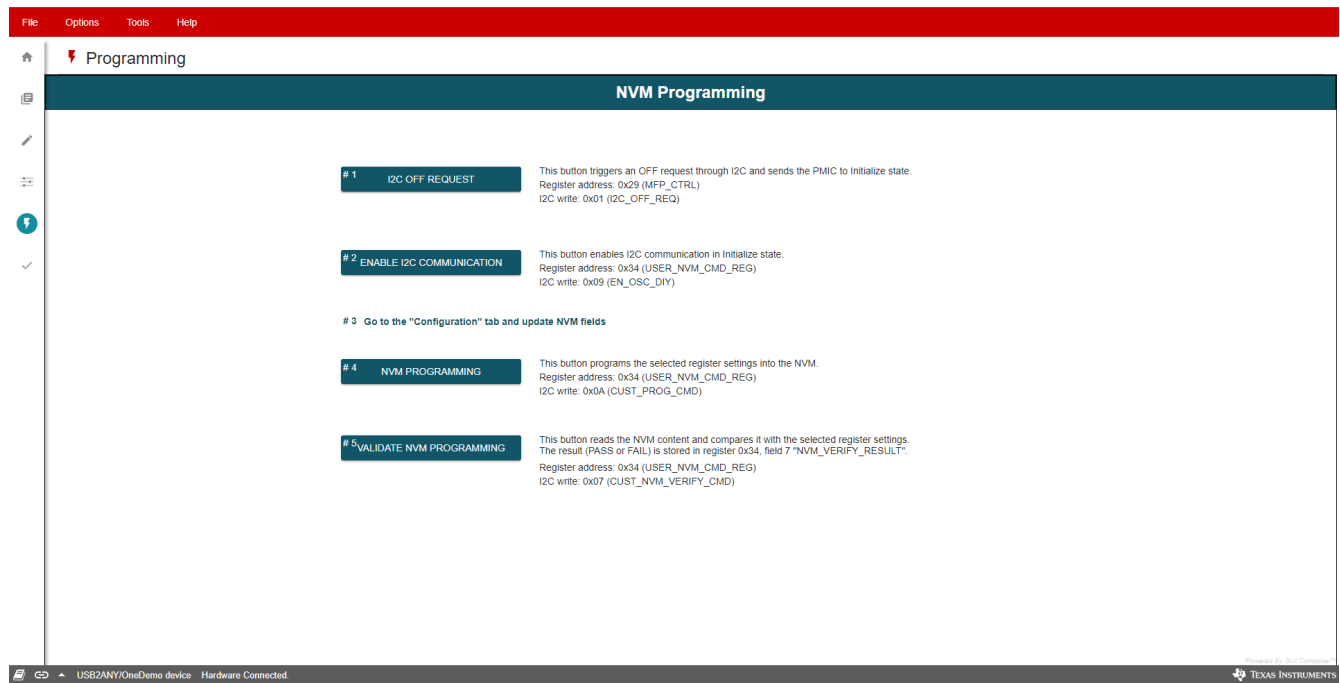 File Options Tools Help
Programming
NVM Programming
# 1 I2C OFF REQUEST
This button triggers an OFF request through I2C and sends the PMIC to Initialize state.
Register address: 0x29 (MFP_CTRL)
I2C write: 0x01 (I2C_OFF_REQ)
# 2 ENABLE I2C COMMUNICATION
This button enables I2C communication in Initialize state.
Register address: 0x34 (USER_NVM_CMD_REG)
I2C write: 0x09 (EN_OSC_DIY)
# 3 Go to the "Configuration" tab and update NVM fields
# 4 NVM PROGRAMMING
This button programs the selected register settings into the NVM.
Register address: 0x34 (USER_NVM_CMD_REG)
I2C write: 0x0A (CUST_PROG_CMD)
# 5 VALIDATE NVM PROGRAMMING
This button reads the NVM content and compares it with the selected register settings.
The result (PASS or FAIL) is stored in register 0x34, field 7 "NVM_VERIFY_RESULT".
Register address: 0x34 (USER_NVM_CMD_REG)
I2C write: 0x07 (CUST_NVM_VERIFY_CMD)
Powered By GUI Composer™
USB2ANY/OneDemo device Hardware Connected.
TEXAS INSTRUMENTS